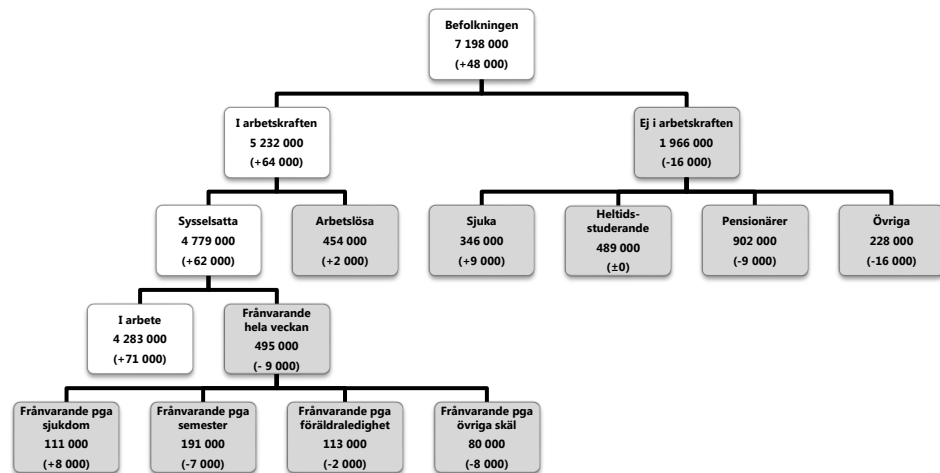 Befolkningen
7 198 000
(+48 000)
I arbetskraften
5 232 000
(+64 000)
Ej i arbetskraften
1 966 000
(-16 000)
Sysselsatta
4 779 000
(+62 000)
Arbetslösa
454 000
(+2 000)
Sjuka
346 000
(+9 000)
Heltids-
studerande
489 000
(±0)
Pensionärer
902 000
(-9 000)
Övriga
228 000
(-16 000)
I arbete
4 283 000
(+71 000)
Frånvarande
hela veckan
495 000
(- 9 000)
Frånvarande pga
sjukdom
111 000
(+8 000)
Frånvarande pga
semester
191 000
(-7 000)
Frånvarande pga
föräldraledighet
113 000
(-2 000)
Frånvarande pga
övriga skäl
80 000
(-8 000)